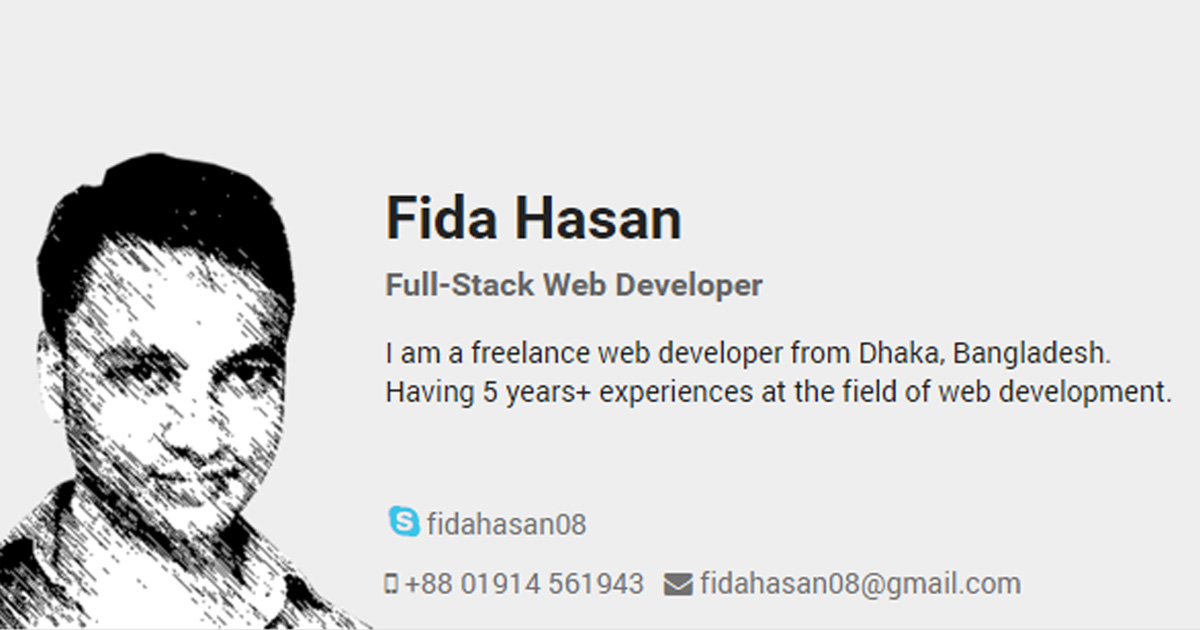 Fida Hasan
Full-Stack Web Developer
I am a freelance web developer from Dhaka, Bangladesh.
Having 5 years+ experiences at the field of web development.
fidahasan08
+88 01914 561943 fidahasan08@gmail.com